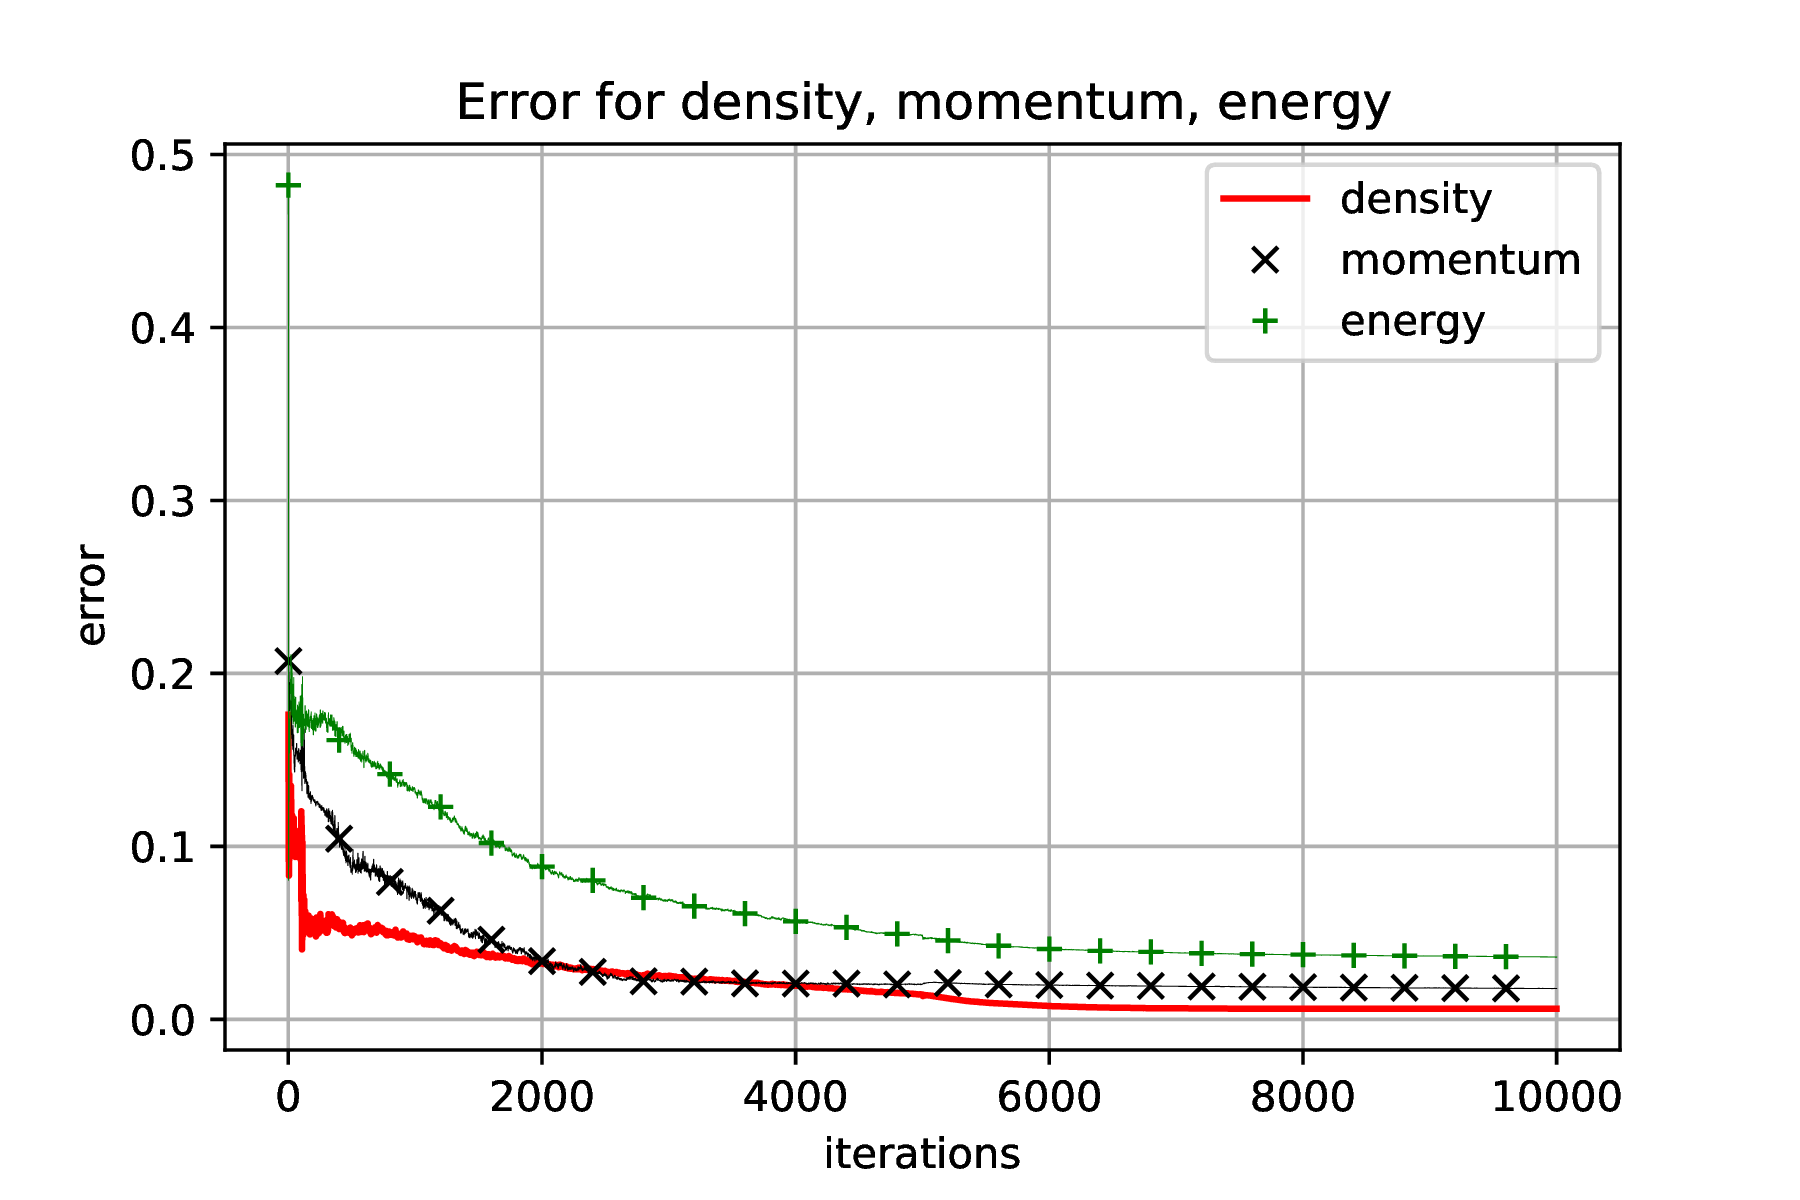 Error for density, momentum, energy
0.5
0.4
0.3
0.2
0.1
0.0
error
density
momentum
energy
0 2000 4000 6000 8000 10000
iterations